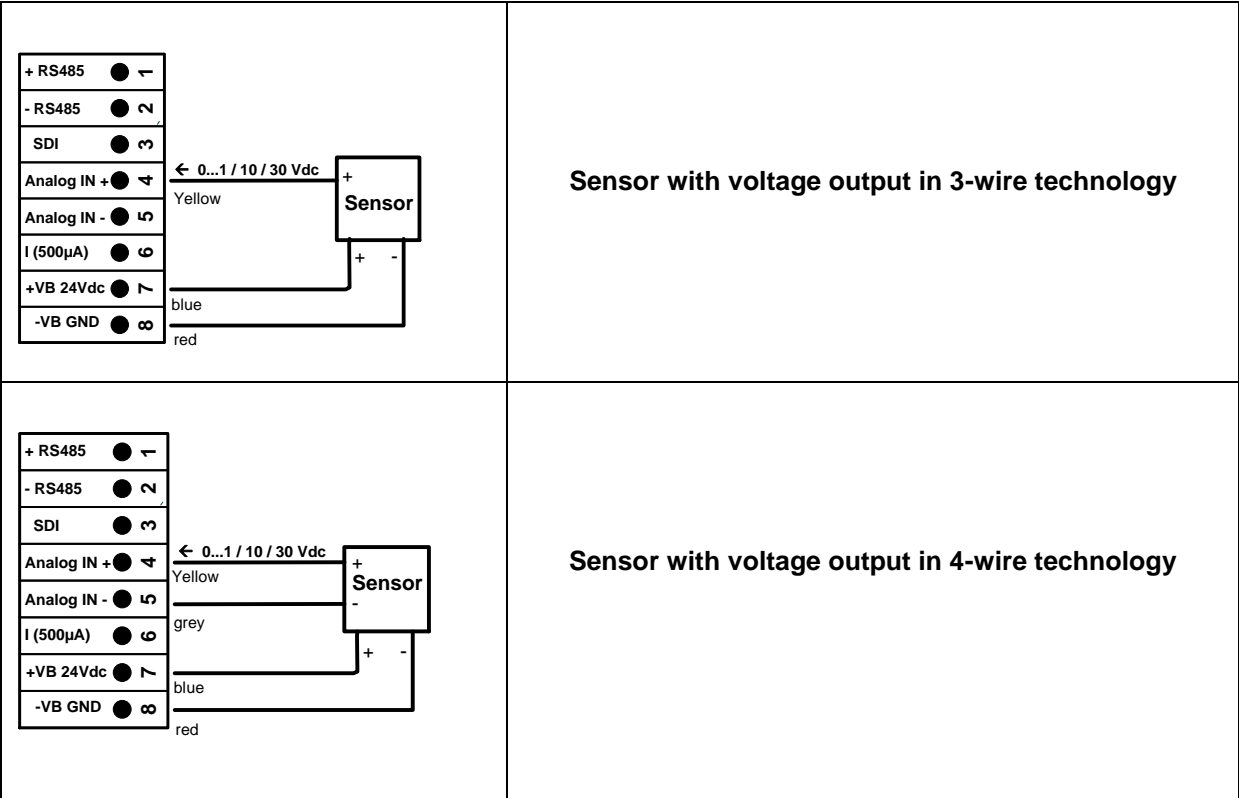 + RS485 1
- RS485 2
SDI 3
Analog IN + 4
Analog IN - 5
I (500µA) 6
+VB 24Vdc 7
-VB GND 8
← 0...1 / 10 / 30 Vdc
Yellow
+
Sensor
+ -
blue
red
Sensor with voltage output in 3-wire technology
+ RS485 1
- RS485 2
SDI 3
Analog IN + 4
Analog IN - 5
I (500µA) 6
+VB 24Vdc 7
-VB GND 8
← 0...1 / 10 / 30 Vdc
Yellow
+
Sensor
-
grey
+ -
blue
red
Sensor with voltage output in 4-wire technology